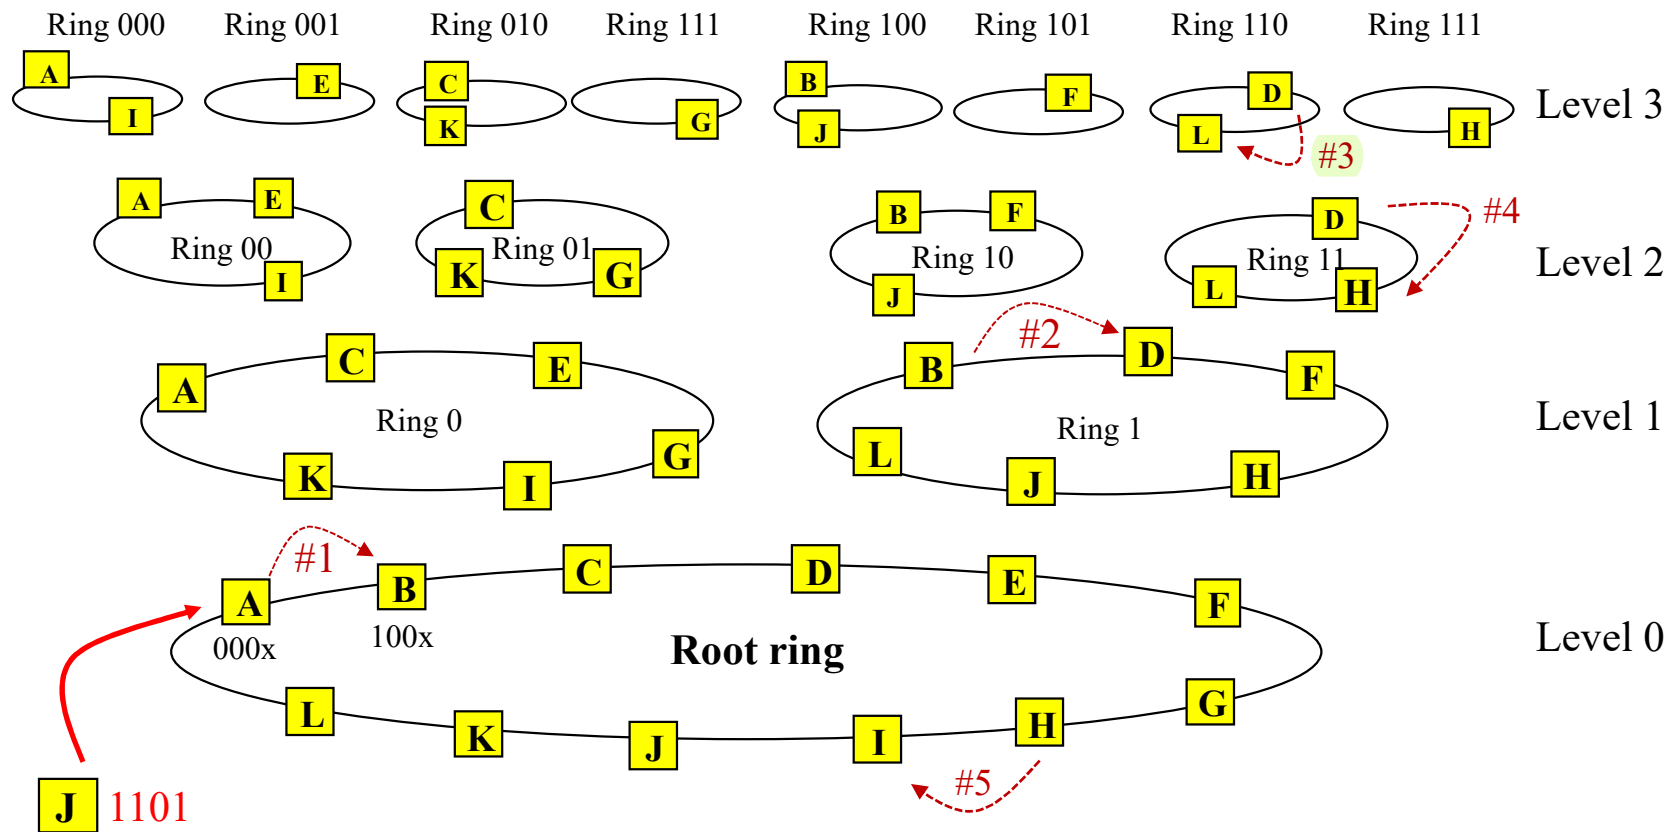 Ring 000 Ring 001 Ring 010 Ring 111 Ring 100 Ring 101 Ring 110 Ring 111
A I E C K G B J F D L H Level 3
#3
A E I Ring 00 C K G Ring 01 B F J Ring 10 D L H Ring 11 #4 Level 2
#2
A C E G I K Ring 0 B D F H J L Ring 1 Level 1
#1
A B C D E F
000x 100x Root ring Level 0
L K J I H G
#5
J 1101